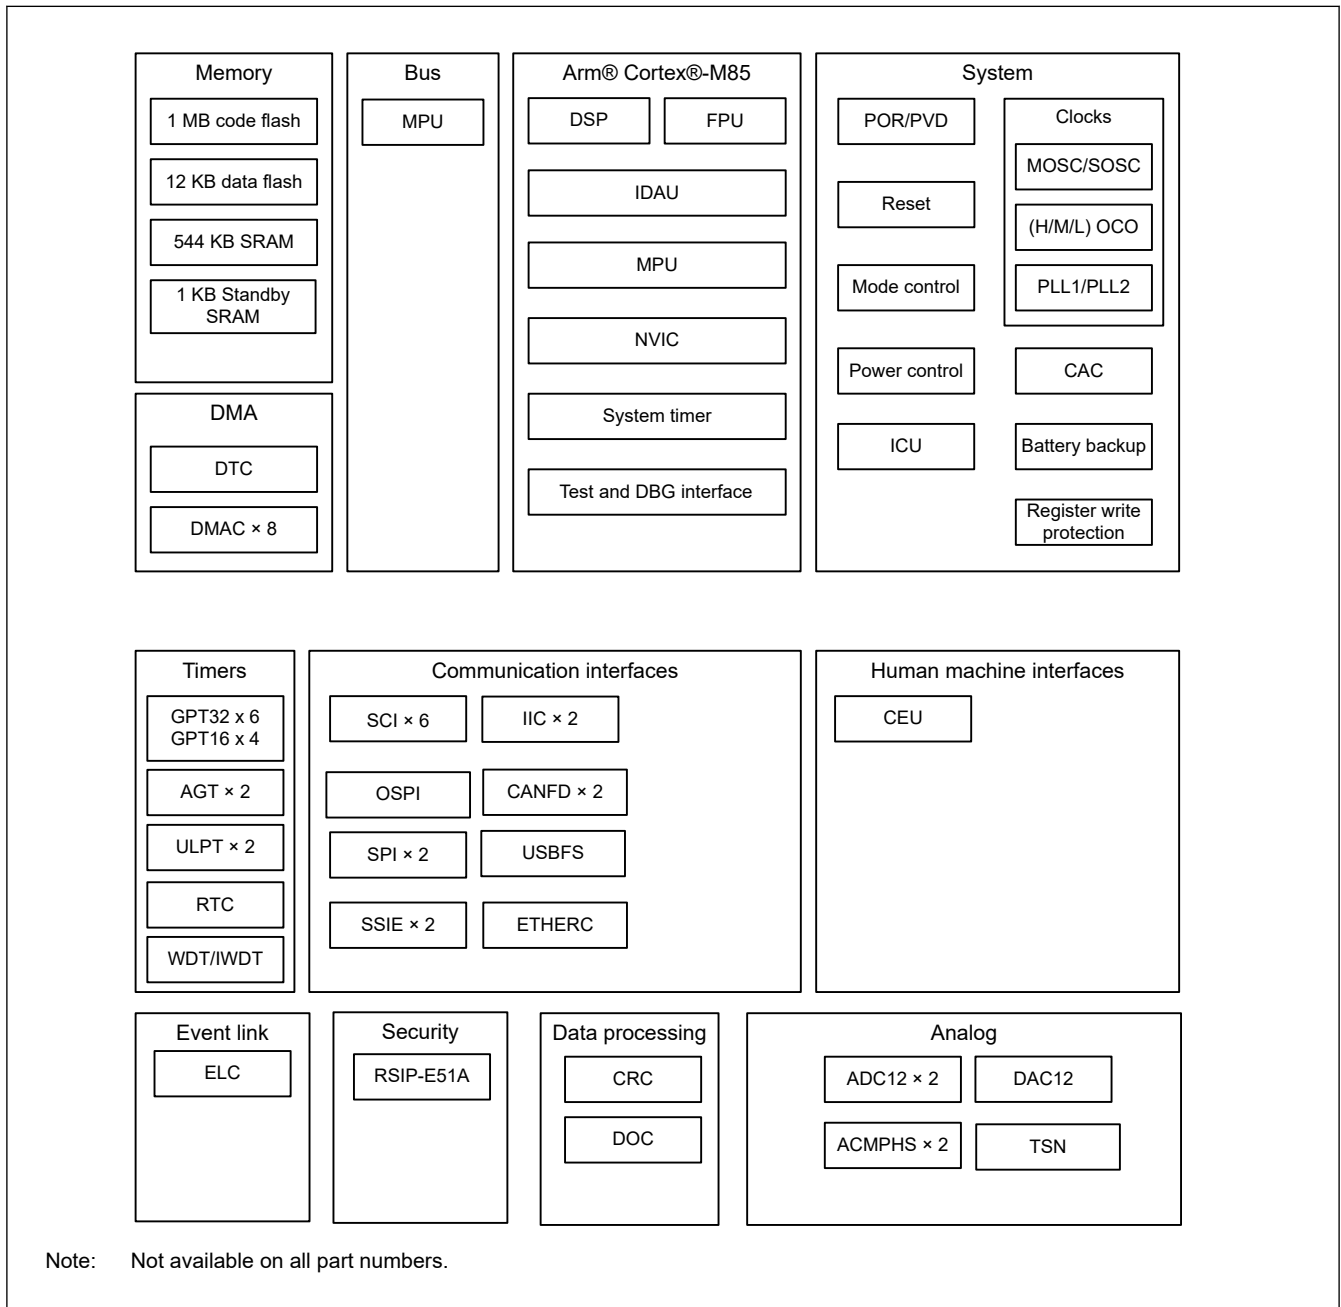 Memory
1 MB code flash
12 KB data flash
544 KB SRAM
1 KB Standby
SRAM
DMA
DTC
DMAC × 8
Bus
MPU
Arm® Cortex®-M85
DSP
FPU
IDAU
MPU
NVIC
System timer
Test and DBG interface
System
POR/PVD
Reset
Mode control
Power control
ICU
Clocks
MOSC/SOSC
(H/M/L) OCO
PLL1/PLL2
CAC
Battery backup
Register write
protection
Timers
GPT32 x 6
GPT16 x 4
AGT × 2
ULPT × 2
RTC
WDT/IWDT
Communication interfaces
SCI × 6
IIC × 2
OSPI
CANFD × 2
SPI × 2
USBFS
SSIE × 2
ETHERC
Human machine interfaces
CEU
Event link
ELC
Security
RSIP-E51A
Data processing
CRC
DOC
Analog
ADC12 × 2
DAC12
ACMPHS × 2
TSN
Note: Not available on all part numbers.